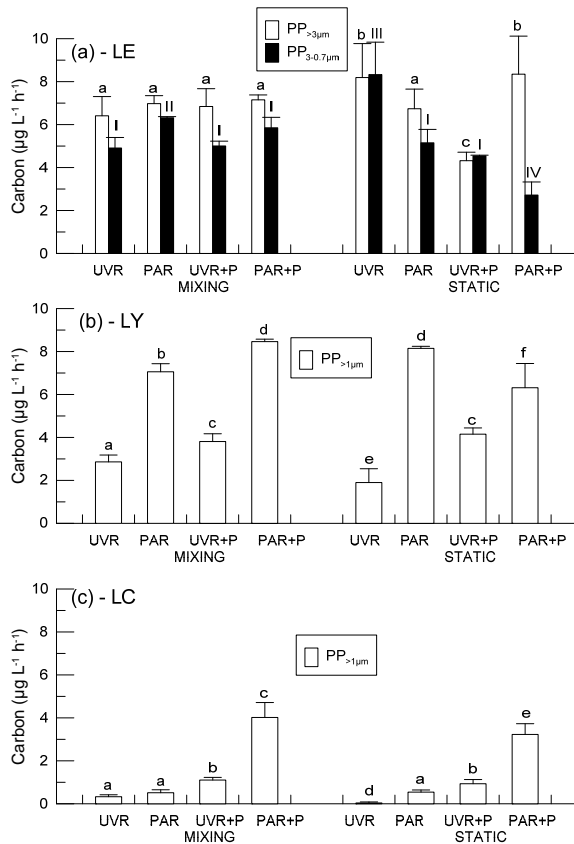 (a) - LE
PP>3µm
PP3-0.7µm
Carbon (µg L-1 h-1)
10
8
6
4
2
0
a I a II a I a I b III a I c I b IV
UVR PAR UVR+P PAR+P UVR PAR UVR+P PAR+P
MIXING STATIC
(b) - LY
PP>1µm
Carbon (µg L-1 h-1)
10
8
6
4
2
0
a b c d e d c f
UVR PAR UVR+P PAR+P UVR PAR UVR+P PAR+P
MIXING STATIC
(c) - LC
PP>1µm
Carbon (µg L-1 h-1)
10
8
6
4
2
0
a a b c d a b e
UVR PAR UVR+P PAR+P UVR PAR UVR+P PAR+P
MIXING STATIC